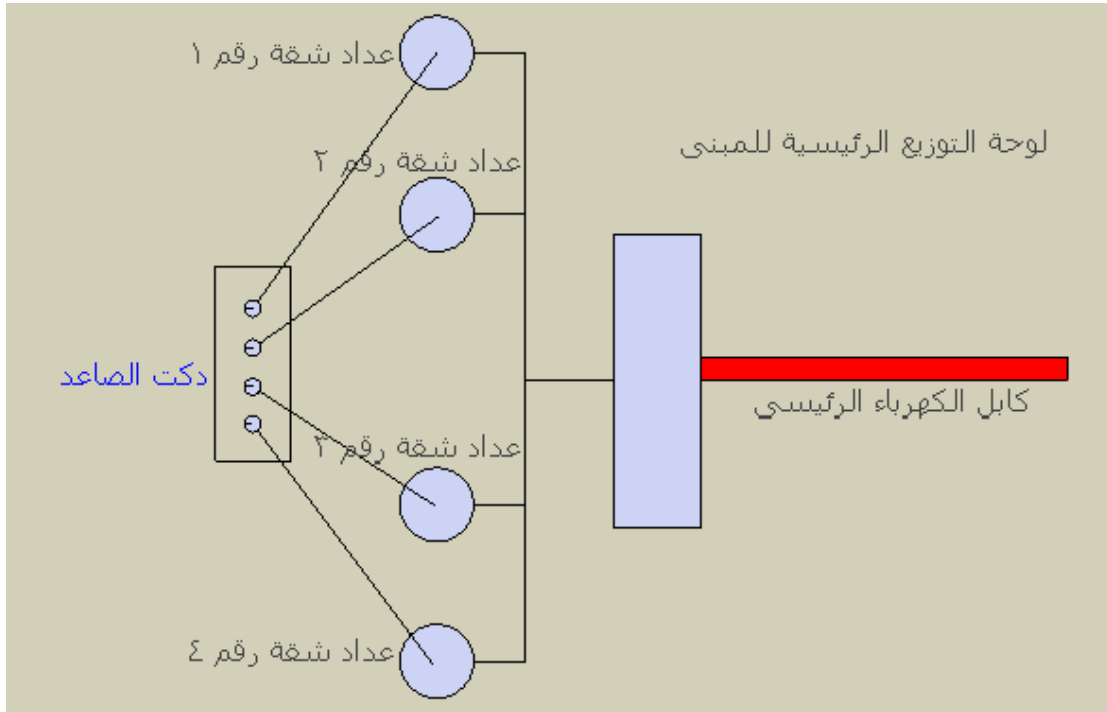 عداد شقة رقم ١
لوحة التوزيع الرئيسية للمبنى
عداد شقة رقم ٢
دكت الصاعد
كابل الكهرباء الرئيسي
عداد شقة رقم ٣
عداد شقة رقم ٤